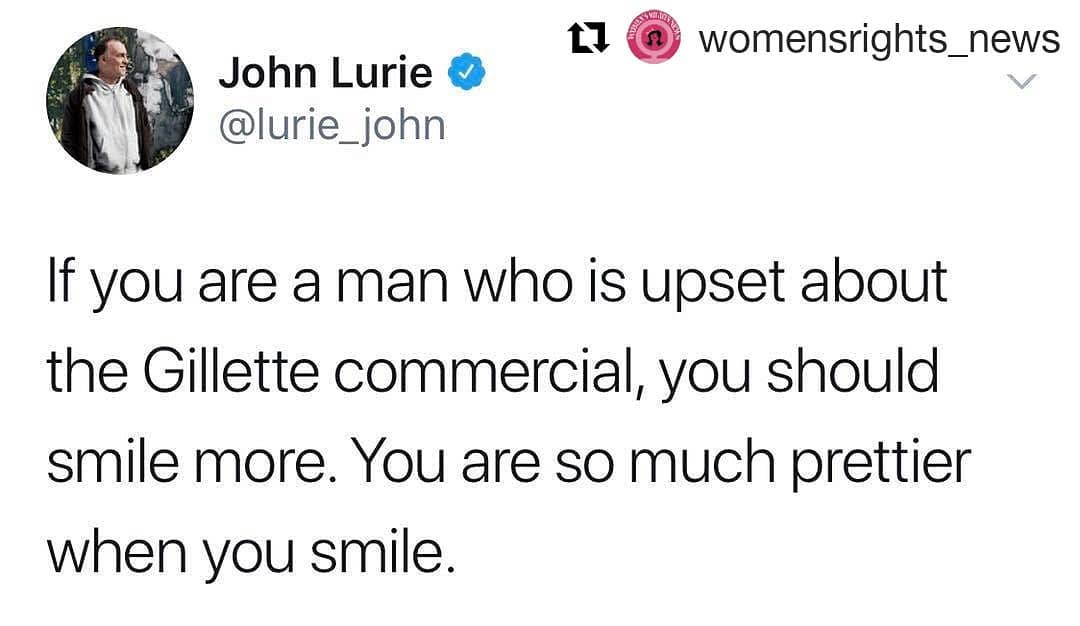 womensrights_news
John Lurie
@lurie_john
If you are a man who is upset about
the Gillette commercial, you should
smile more. You are so much prettier
when you smile.